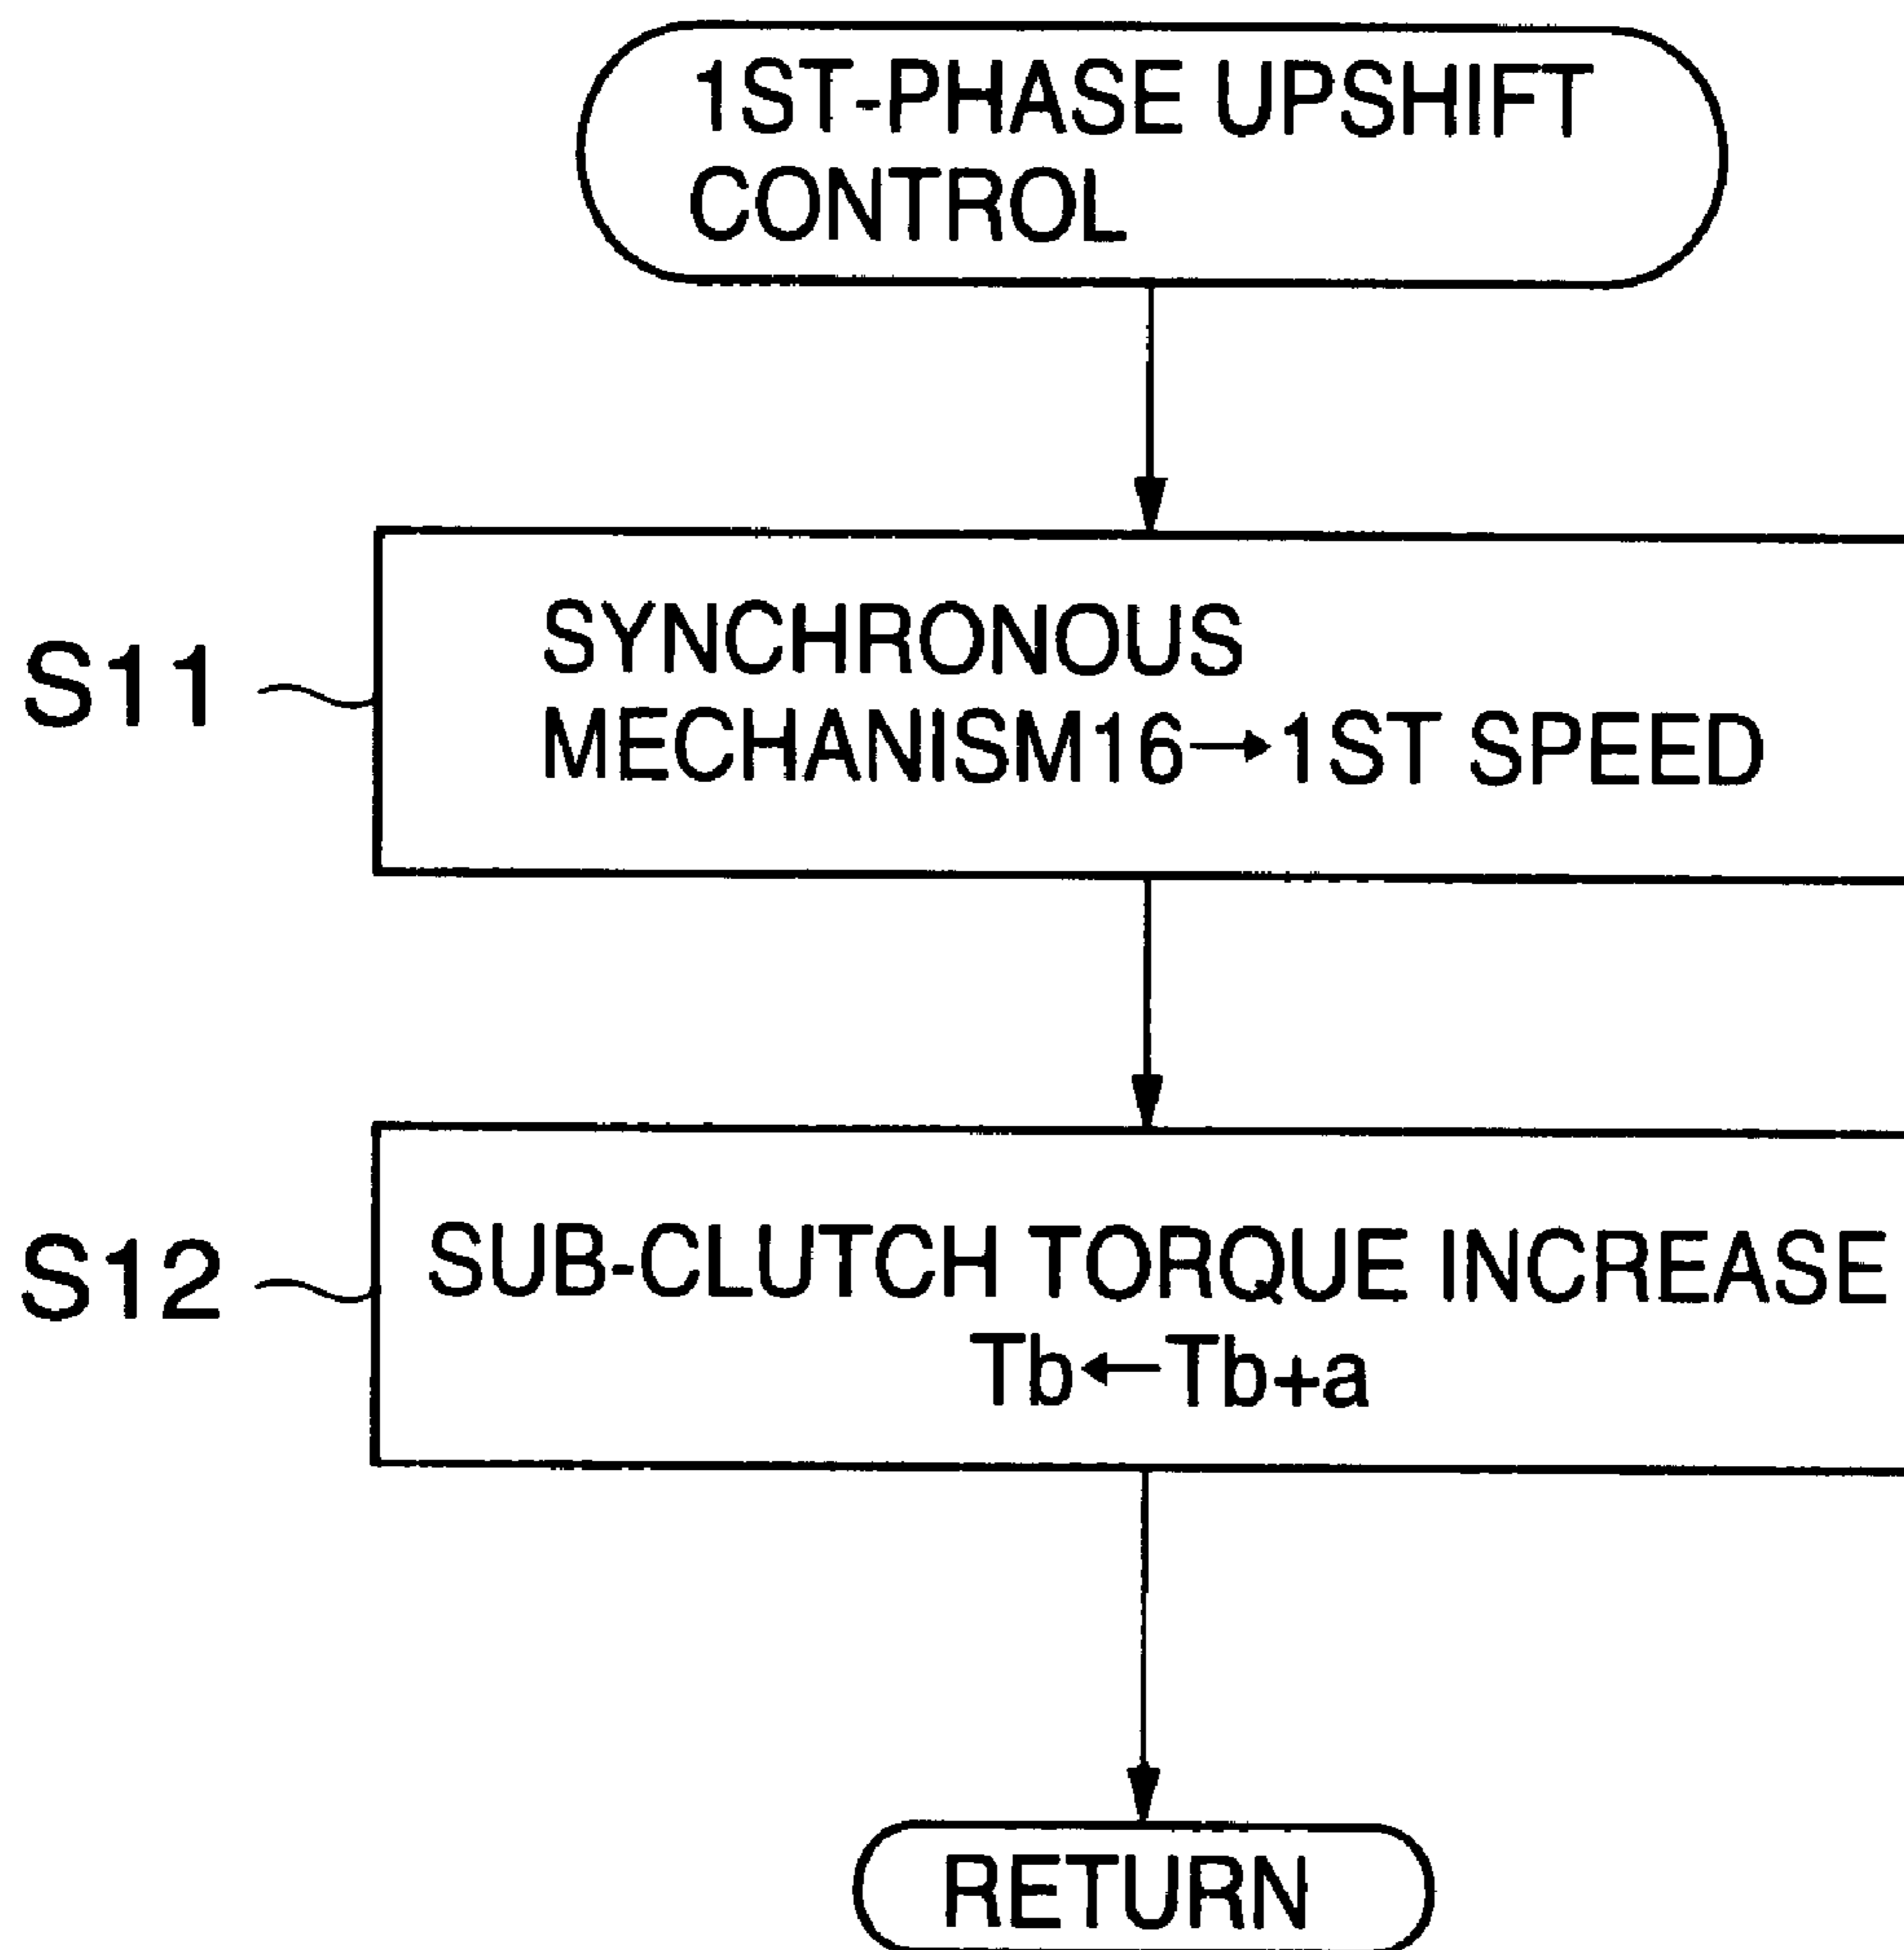 1ST-PHASE UPSHIFT
CONTROL
S11
SYNCHRONOUS
MECHANISM16→1ST SPEED
S12
SUB-CLUTCH TORQUE INCREASE
Tb←Tb+a
RETURN